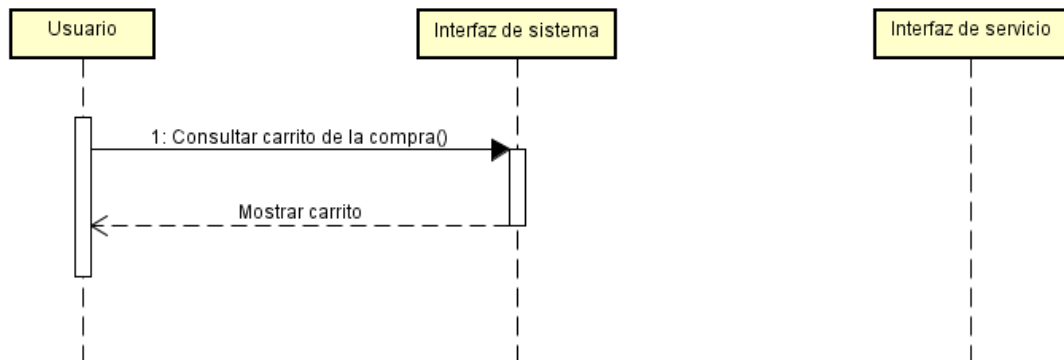 Usuario
Interfaz de sistema
Interfaz de servicio
1: Consultar carrito de la compra()
Mostrar carrito